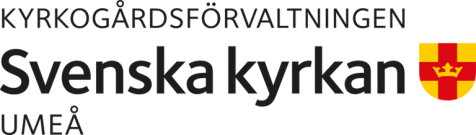 KYRKOGÅRDSFÖRVALTNINGEN
Svenska kyrkan
UMEÅ